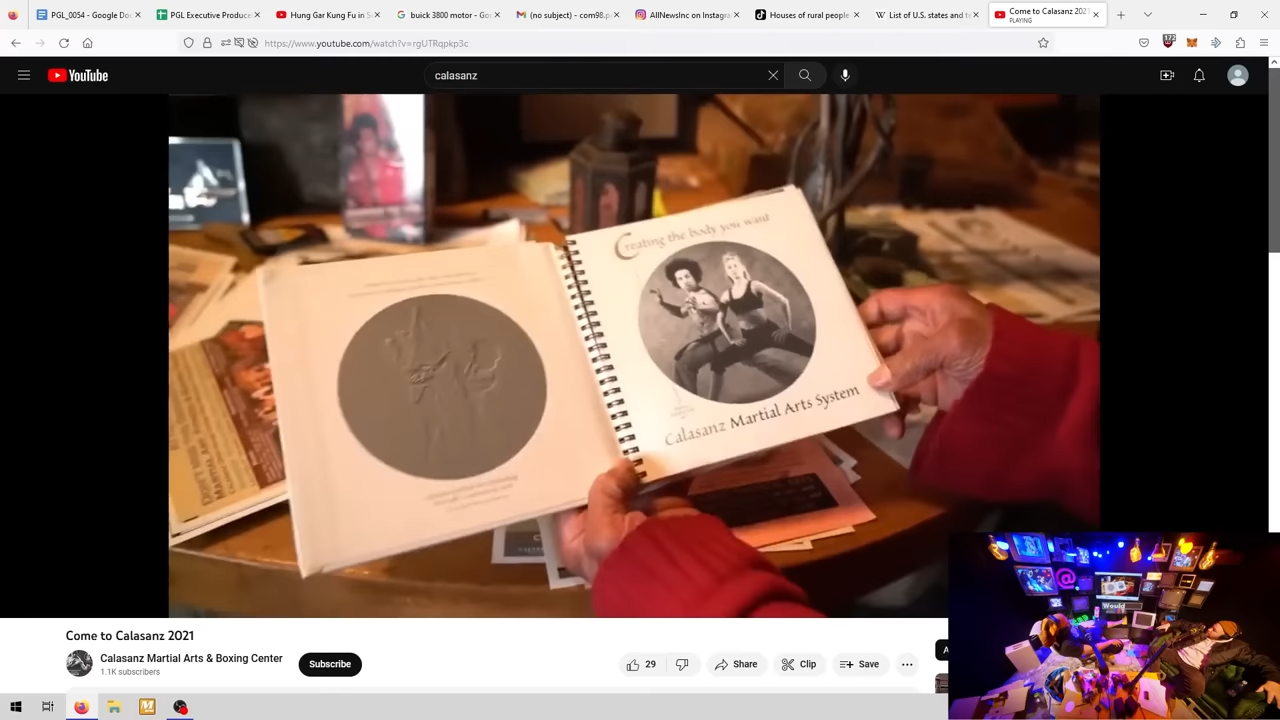 PGL_0054 - Google Doc
PGL Executive Produce
Hung Gar Kung Fu in S
buick 3800 motor - Go
(no subject) - com98.p
AllNewsInc on Instagra
Houses of rural people
List of U.S. states and t
Come to Calasanz 2021
PLAYING
https://www.youtube.com/watch?v=rgUTRqpkp3c
YouTube
calasanz
Creating the body you want
Calasanz Martial Arts System
Would
Come to Calasanz 2021
Calasanz Martial Arts & Boxing Center
1.1K subscribers
Subscribe
29
Share
Clip
Save